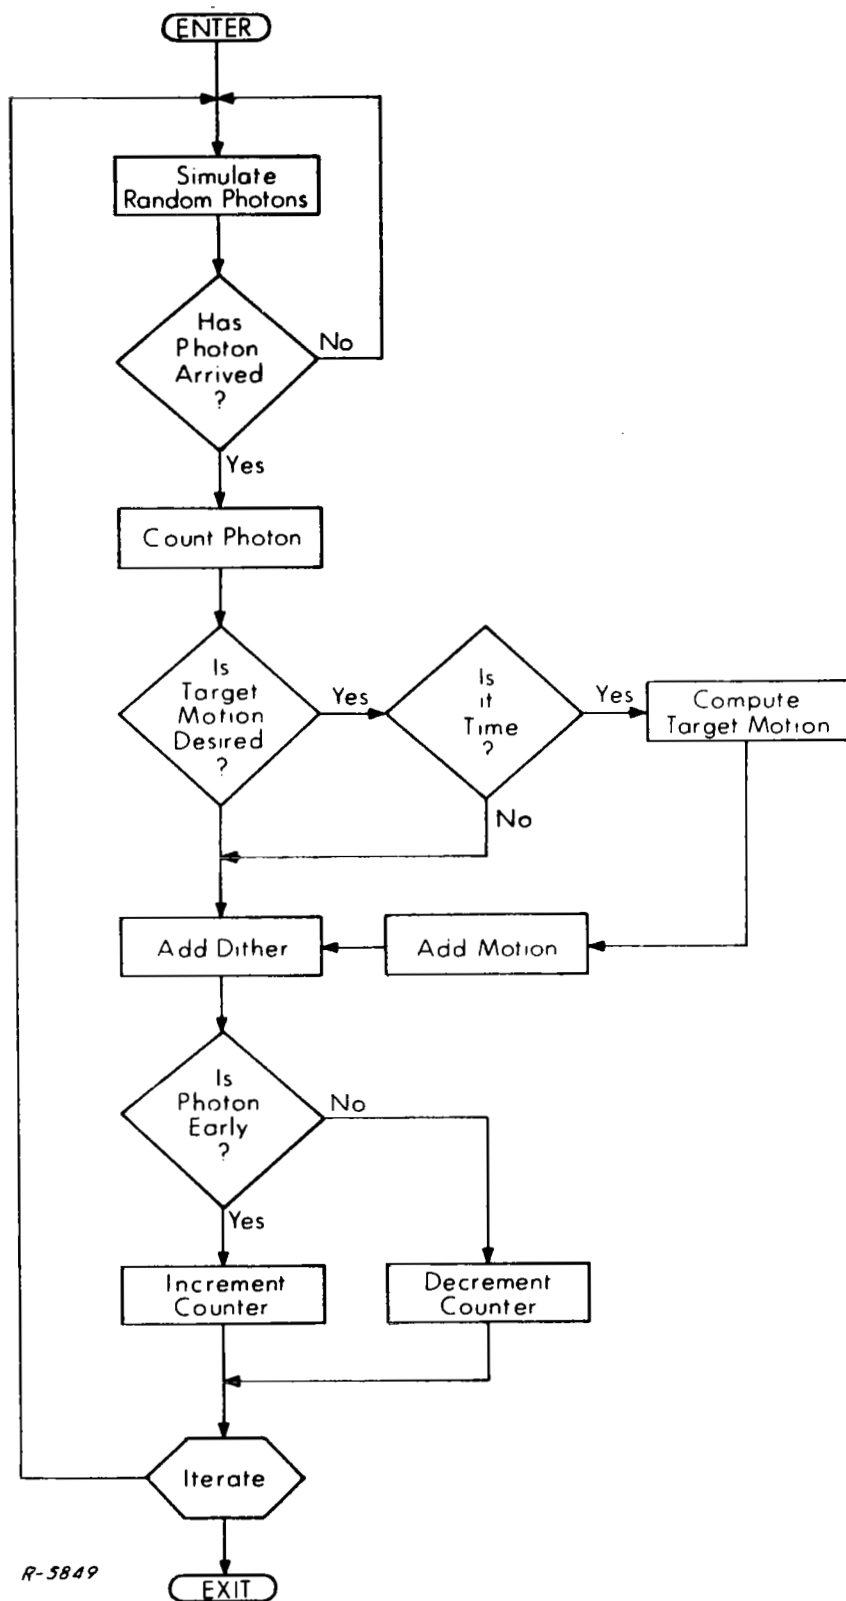 ENTER
Simulate
Random Photons
Has
Photon
Arrived
?
No
Yes
Count Photon
Is
Target
Motion
Desired
?
Yes
Is
it
Time
?
Yes
Compute
Target Motion
No
Add Dither
Add Motion
Is
Photon
Early
?
No
Yes
Increment
Counter
Decrement
Counter
Iterate
R-5849
EXIT